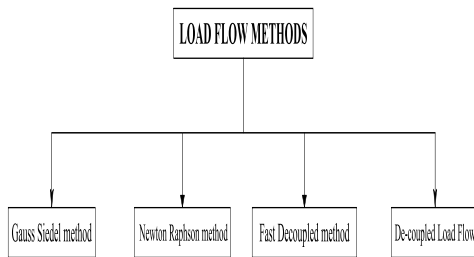 LOAD FLOW METHODS
Gauss Siedel method
Newton Raphson method
Fast Decoupled method
De-coupled Load Flow